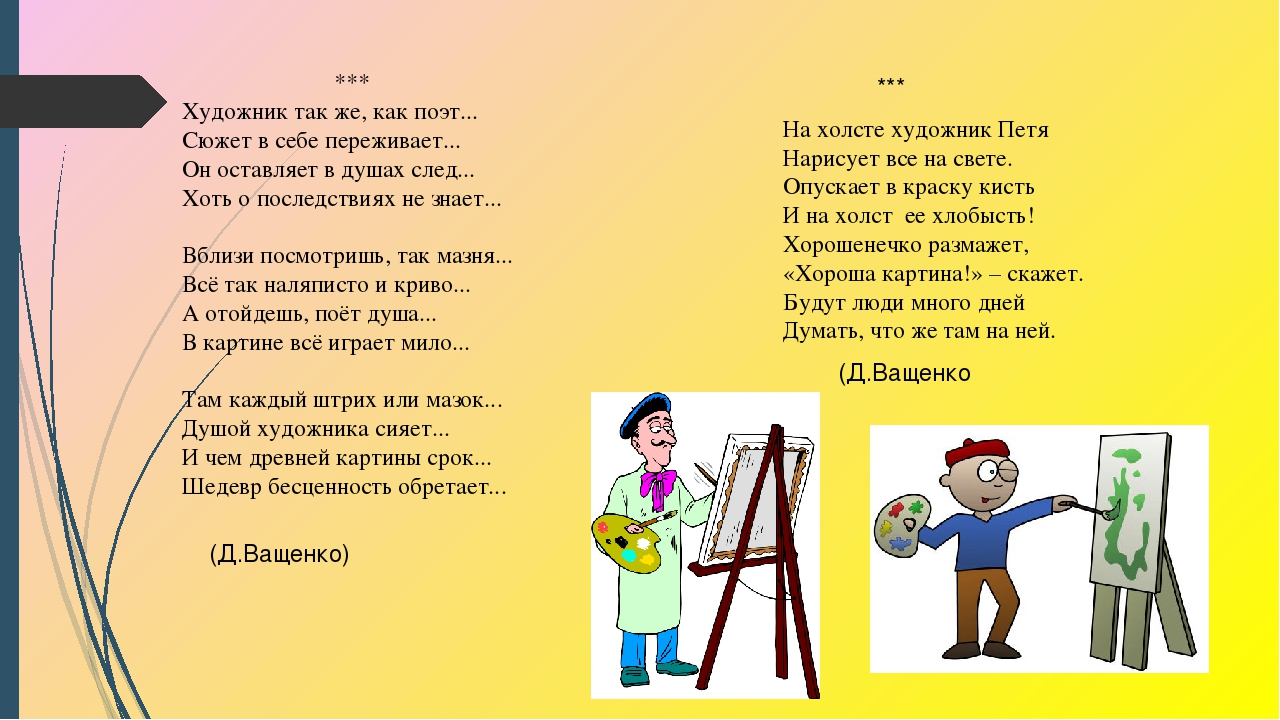 ***
Художник так же, как поэт...
Сюжет в себе переживает...
Он оставляет в душах след...
Хоть о последствиях не знает...
Вблизи посмотришь, так мазня...
Всё так наляписто и криво...
А отойдешь, поёт душа...
В картине всё играет мило...
Там каждый штрих или мазок...
Душой художника сияет...
И чем древней картины срок...
Шедевр бесценность обретает...
(Д.Ващенко)
***
На холсте художник Петя
Нарисует все на свете.
Опускает в краску кисть
И на холст ее хлобысть!
Хорошенечко размажет,
«Хороша картина!» – скажет.
Будут люди много дней
Думать, что же там на ней.
(Д.Ващенко